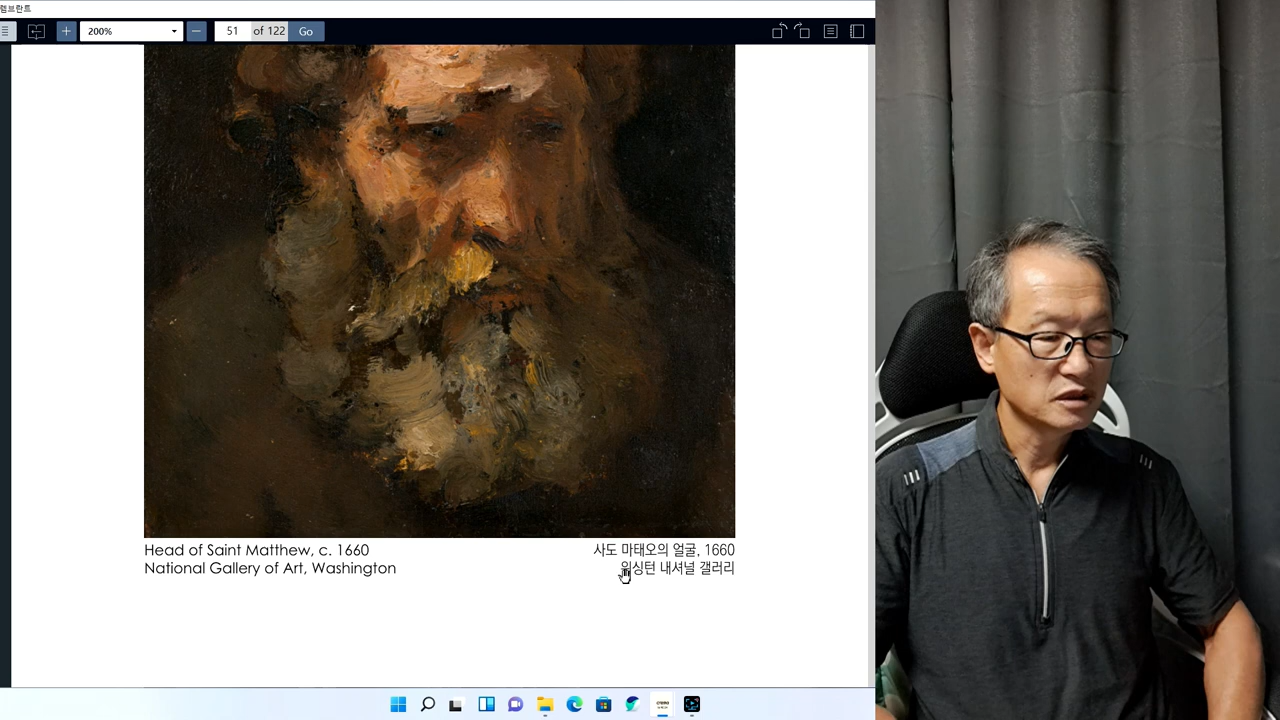 램브란트
200%
51 of 122 Go
Head of Saint Matthew, c. 1660
National Gallery of Art, Washington
사도 마태오의 얼굴, 1660
워싱턴 내셔널 갤러리